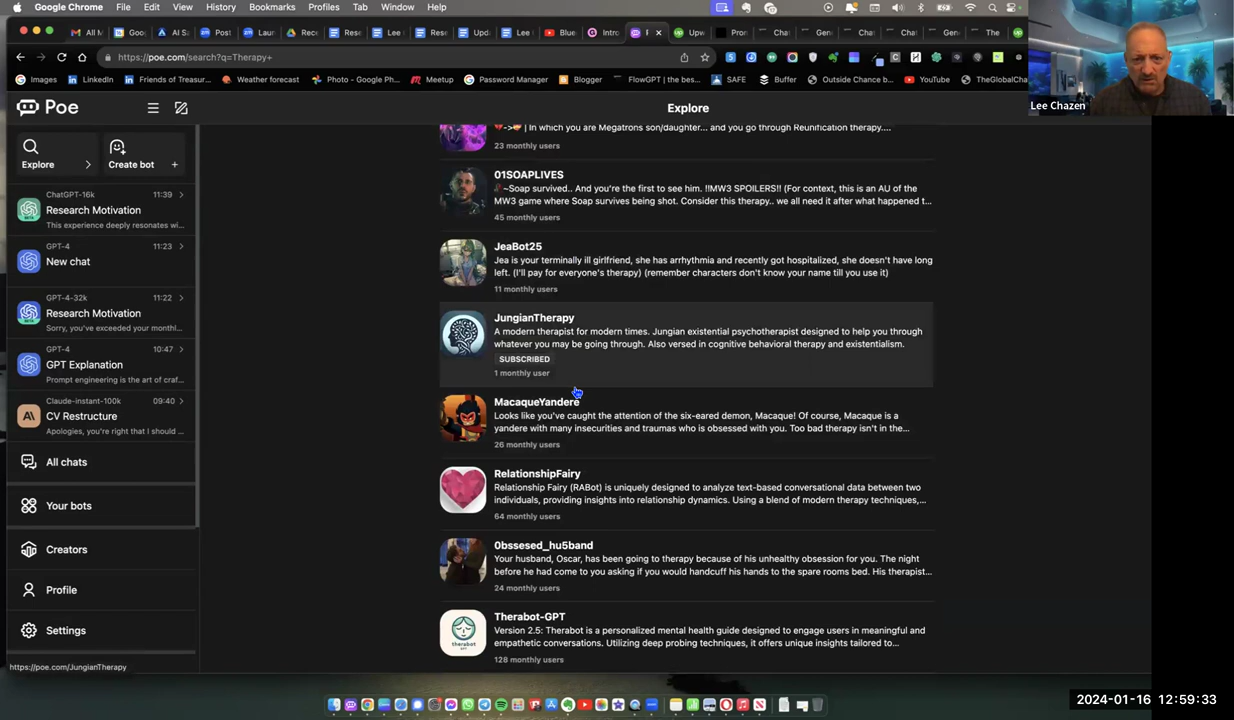 Google Chrome File Edit View History Bookmarks Profiles Tab Window Help
https://poe.com/search?q=Therapy+
Images LinkedIn Friends of Treasur... Weather forecast Photo - Google Ph... Meetup Password Manager Blogger FlowGPT | the bes... SAFE Buffer Outside Chance b... YouTube TheGlobalCha
Lee Chazen
Poe
Explore
Explore
Create bot +
ChatGPT-16k 11:39
Research Motivation
This experience deeply resonates wi...
GPT-4 11:23
New chat
GPT-4-32k 11:22
Research Motivation
Sorry, you've exceeded your monthl...
GPT-4 10:47
GPT Explanation
Prompt engineering is the art of craf...
Claude-instant-100k 09:40
CV Restructure
Apologies, you're right that I should ...
All chats
Your bots
Creators
Profile
Settings
https://poe.com/JungianTherapy
| In which you are Megatrons son/daughter... and you go through Reunification therapy....
23 monthly users
01SOAPLIVES
~Soap survived.. And you're the first to see him. !!MW3 SPOILERS!! (For context, this is an AU of the
MW3 game where Soap survives being shot. Consider this therapy.. we all need it after what happened t...
45 monthly users
JeaBot25
Jea is your terminally ill girlfriend, she has arrhythmia and recently got hospitalized, she doesn't have long
left. (I'll pay for everyone's therapy) (remember characters don't know your name till you use it)
11 monthly users
JungianTherapy
A modern therapist for modern times. Jungian existential psychotherapist designed to help you through
whatever you may be going through. Also versed in cognitive behavioral therapy and existentialism.
SUBSCRIBED
1 monthly user
MacaqueYandere
Looks like you've caught the attention of the six-eared demon, Macaque! Of course, Macaque is a
yandere with many insecurities and traumas who is obsessed with you. Too bad therapy isn't in the...
26 monthly users
RelationshipFairy
Relationship Fairy (RABot) is uniquely designed to analyze text-based conversational data between two
individuals, providing insights into relationship dynamics. Using a blend of modern therapy techniques,...
64 monthly users
0bssesed_hu5band
Your husband, Oscar, has been going to therapy because of his unhealthy obsession for you. The night
before he had come to you asking if you would handcuff his hands to the spare rooms bed. His therapist...
24 monthly users
Therabot-GPT
Version 2.5: Therabot is a personalized mental health guide designed to engage users in meaningful and
empathetic conversations. Utilizing deep probing techniques, it offers unique insights tailored to...
128 monthly users
2024-01-16 12:59:33